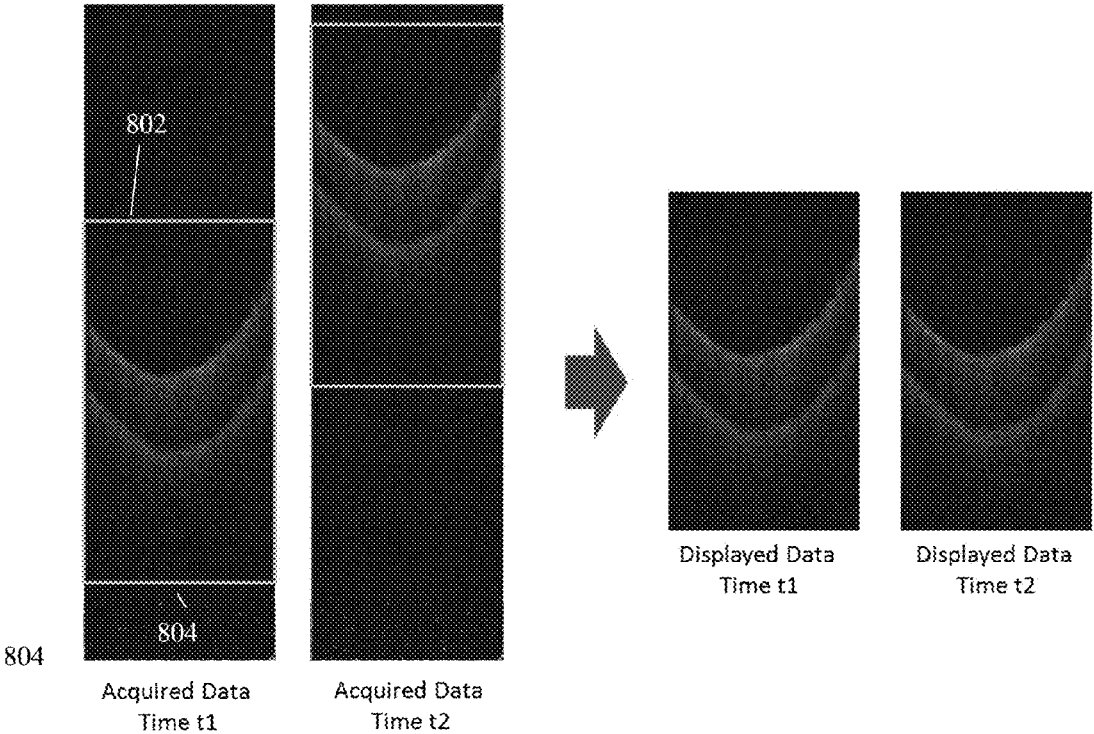 802
804
804
Acquired Data
Time t1
Acquired Data
Time t2
Displayed Data
Time t1
Displayed Data
Time t2